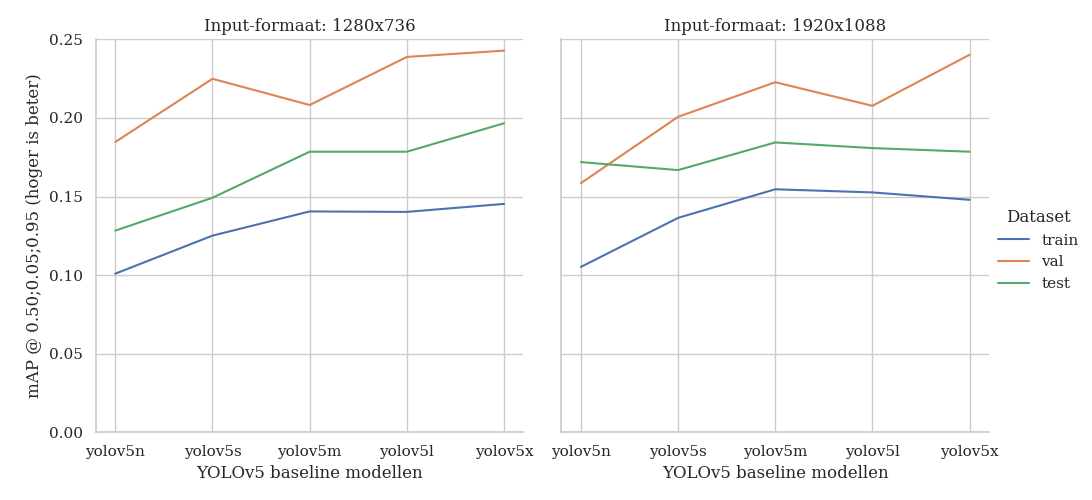 Input-formaat: 1280x736
Input-formaat: 1920x1088
mAP @ 0.50;0.05;0.95 (hoger is beter)
0.25
0.20
0.15
0.10
0.05
0.00
yolov5n yolov5s yolov5m yolov5l yolov5x
YOLOv5 baseline modellen
yolov5n yolov5s yolov5m yolov5l yolov5x
YOLOv5 baseline modellen
Dataset
train
val
test